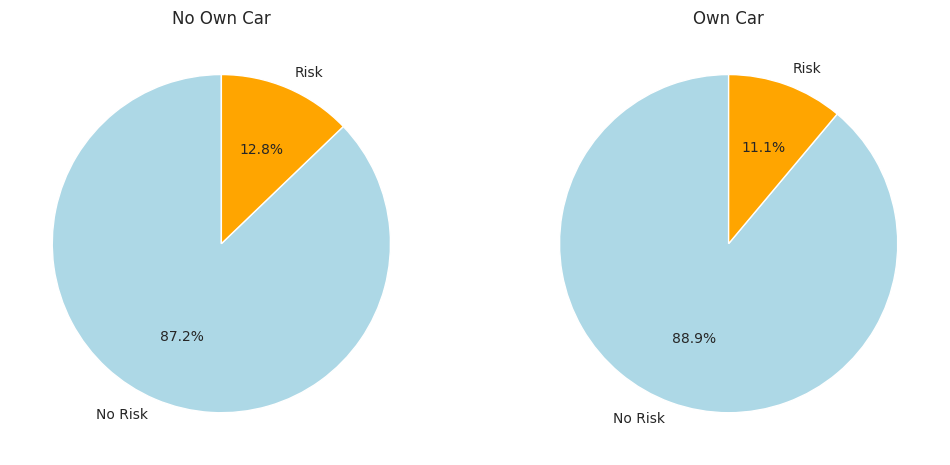 No Own Car
Risk
12.8%
87.2%
No Risk
Own Car
Risk
11.1%
88.9%
No Risk